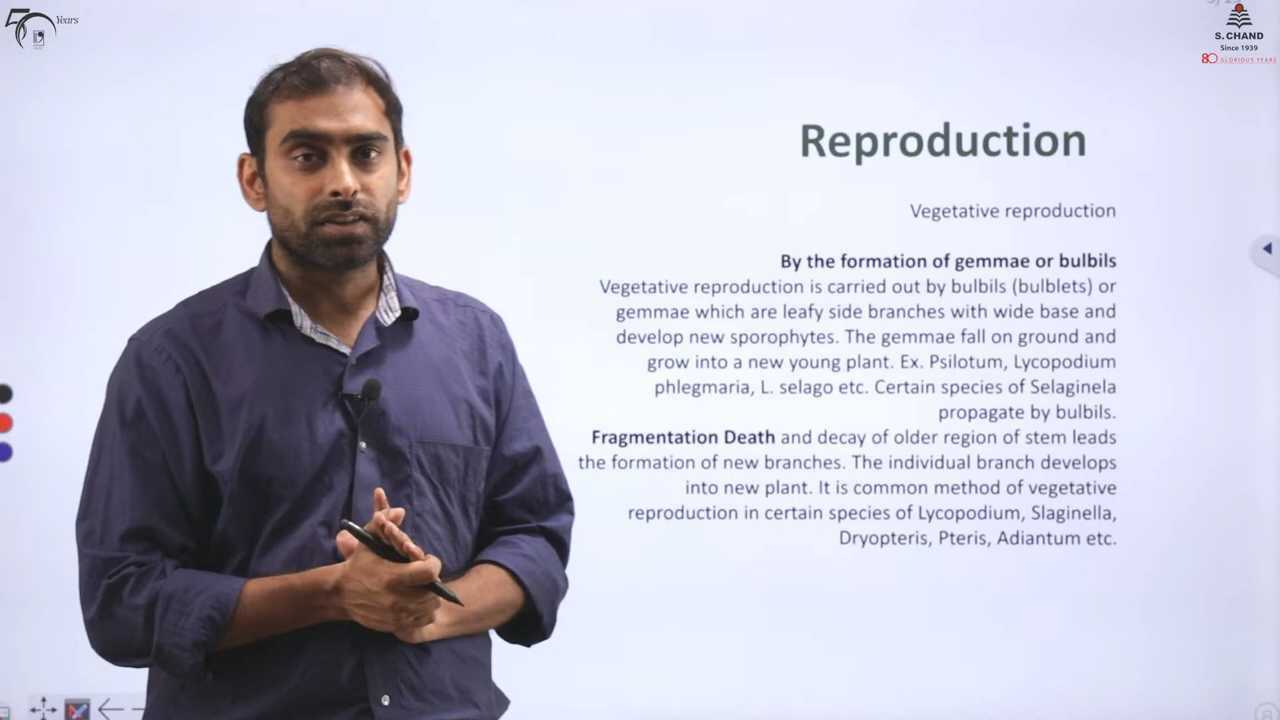 50 Years
S. CHAND
Since 1939
80 GLORIOUS YEARS
Reproduction
Vegetative reproduction
By the formation of gemmae or bulbils
Vegetative reproduction is carried out by bulbils (bulblets) or
gemmae which are leafy side branches with wide base and
develop new sporophytes. The gemmae fall on ground and
grow into a new young plant. Ex. Psilotum, Lycopodium
phlegmaria, L. selago etc. Certain species of Selaginela
propagate by bulbils.
Fragmentation Death and decay of older region of stem leads
the formation of new branches. The individual branch develops
into new plant. It is common method of vegetative
reproduction in certain species of Lycopodium, Slaginella,
Dryopteris, Pteris, Adiantum etc.